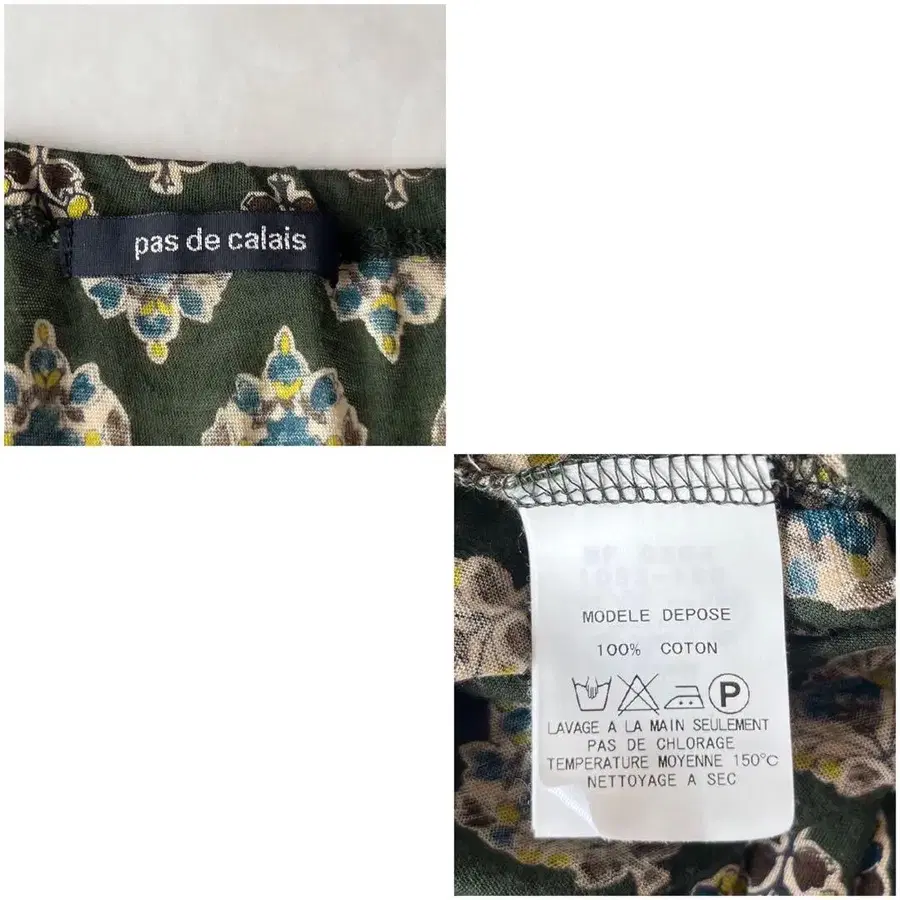 pas de calais
MODELE DEPOSE
100% COTON
P
LAVAGE A LA MAIN SEULEMENT
PAS DE CHLORAGE
TEMPERATURE MOYENNE 150°C
NETTOYAGE A SEC